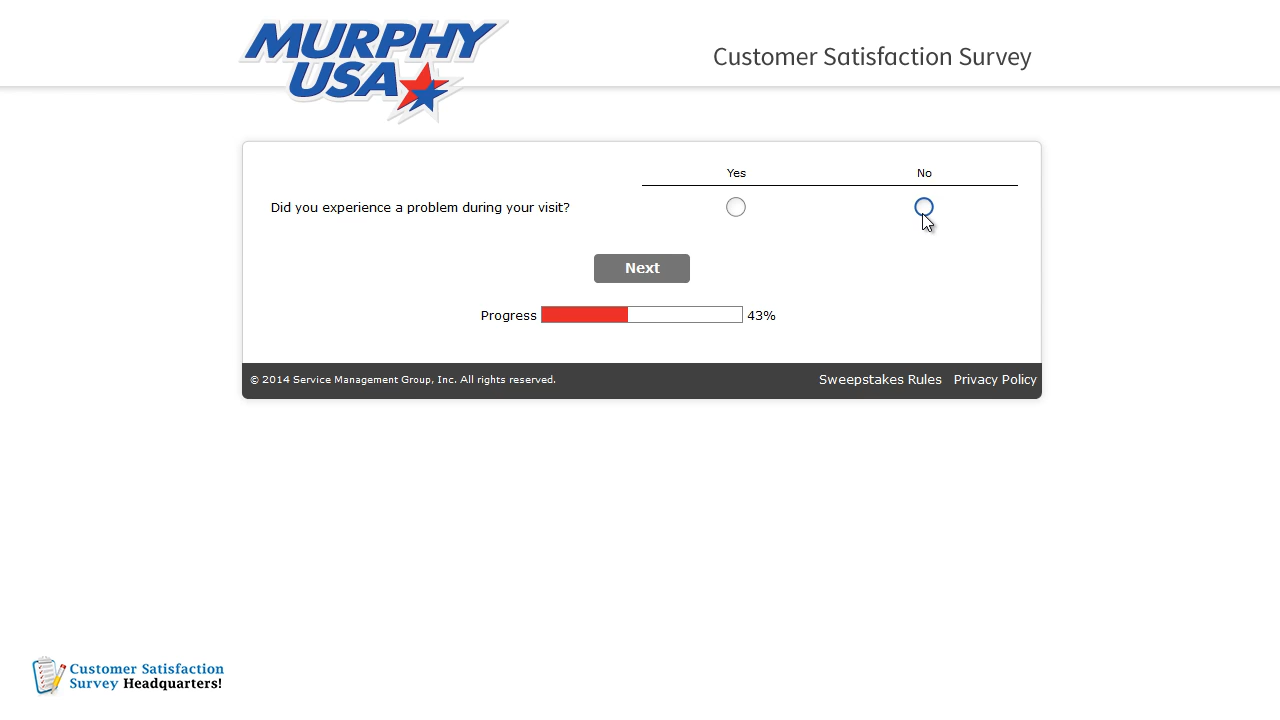 MURPHY
USA
Customer Satisfaction Survey
Yes No
Did you experience a problem during your visit?
Next
Progress 43%
© 2014 Service Management Group, Inc. All rights reserved. Sweepstakes Rules Privacy Policy
Customer Satisfaction
Survey Headquarters!